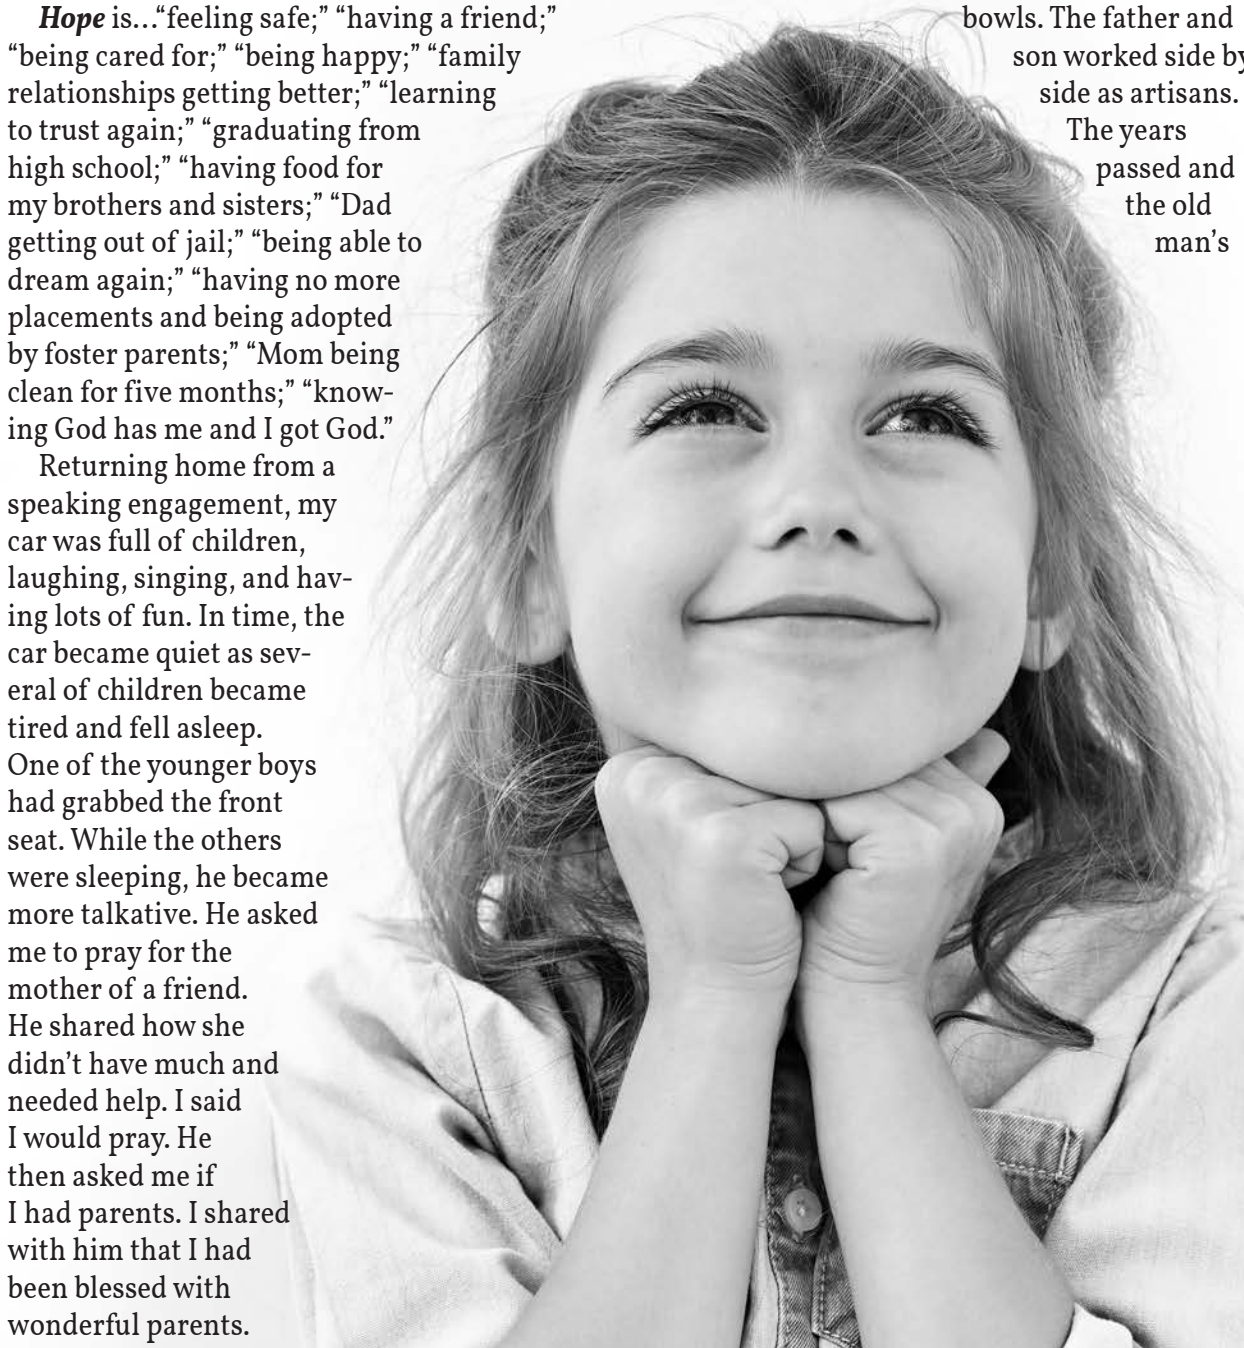 Hope is…“feeling safe;” “having a friend;”
“being cared for;” “being happy;” “family
relationships getting better;” “learning
to trust again;” “graduating from
high school;” “having food for
my brothers and sisters;” “Dad
getting out of jail;” “being able to
dream again;” “having no more
placements and being adopted
by foster parents;” “Mom being
clean for five months;” “know-
ing God has me and I got God.”
Returning home from a
speaking engagement, my
car was full of children,
laughing, singing, and hav-
ing lots of fun. In time, the
car became quiet as sev-
eral of children became
tired and fell asleep.
One of the younger boys
had grabbed the front
seat. While the others
were sleeping, he became
more talkative. He asked
me to pray for the
mother of a friend.
He shared how she
didn’t have much and
needed help. I said
I would pray. He
then asked me if
I had parents. I shared
with him that I had
been blessed with
wonderful parents.
bowls. The father and
son worked side by
side as artisans.
The years
passed and
the old
man’s